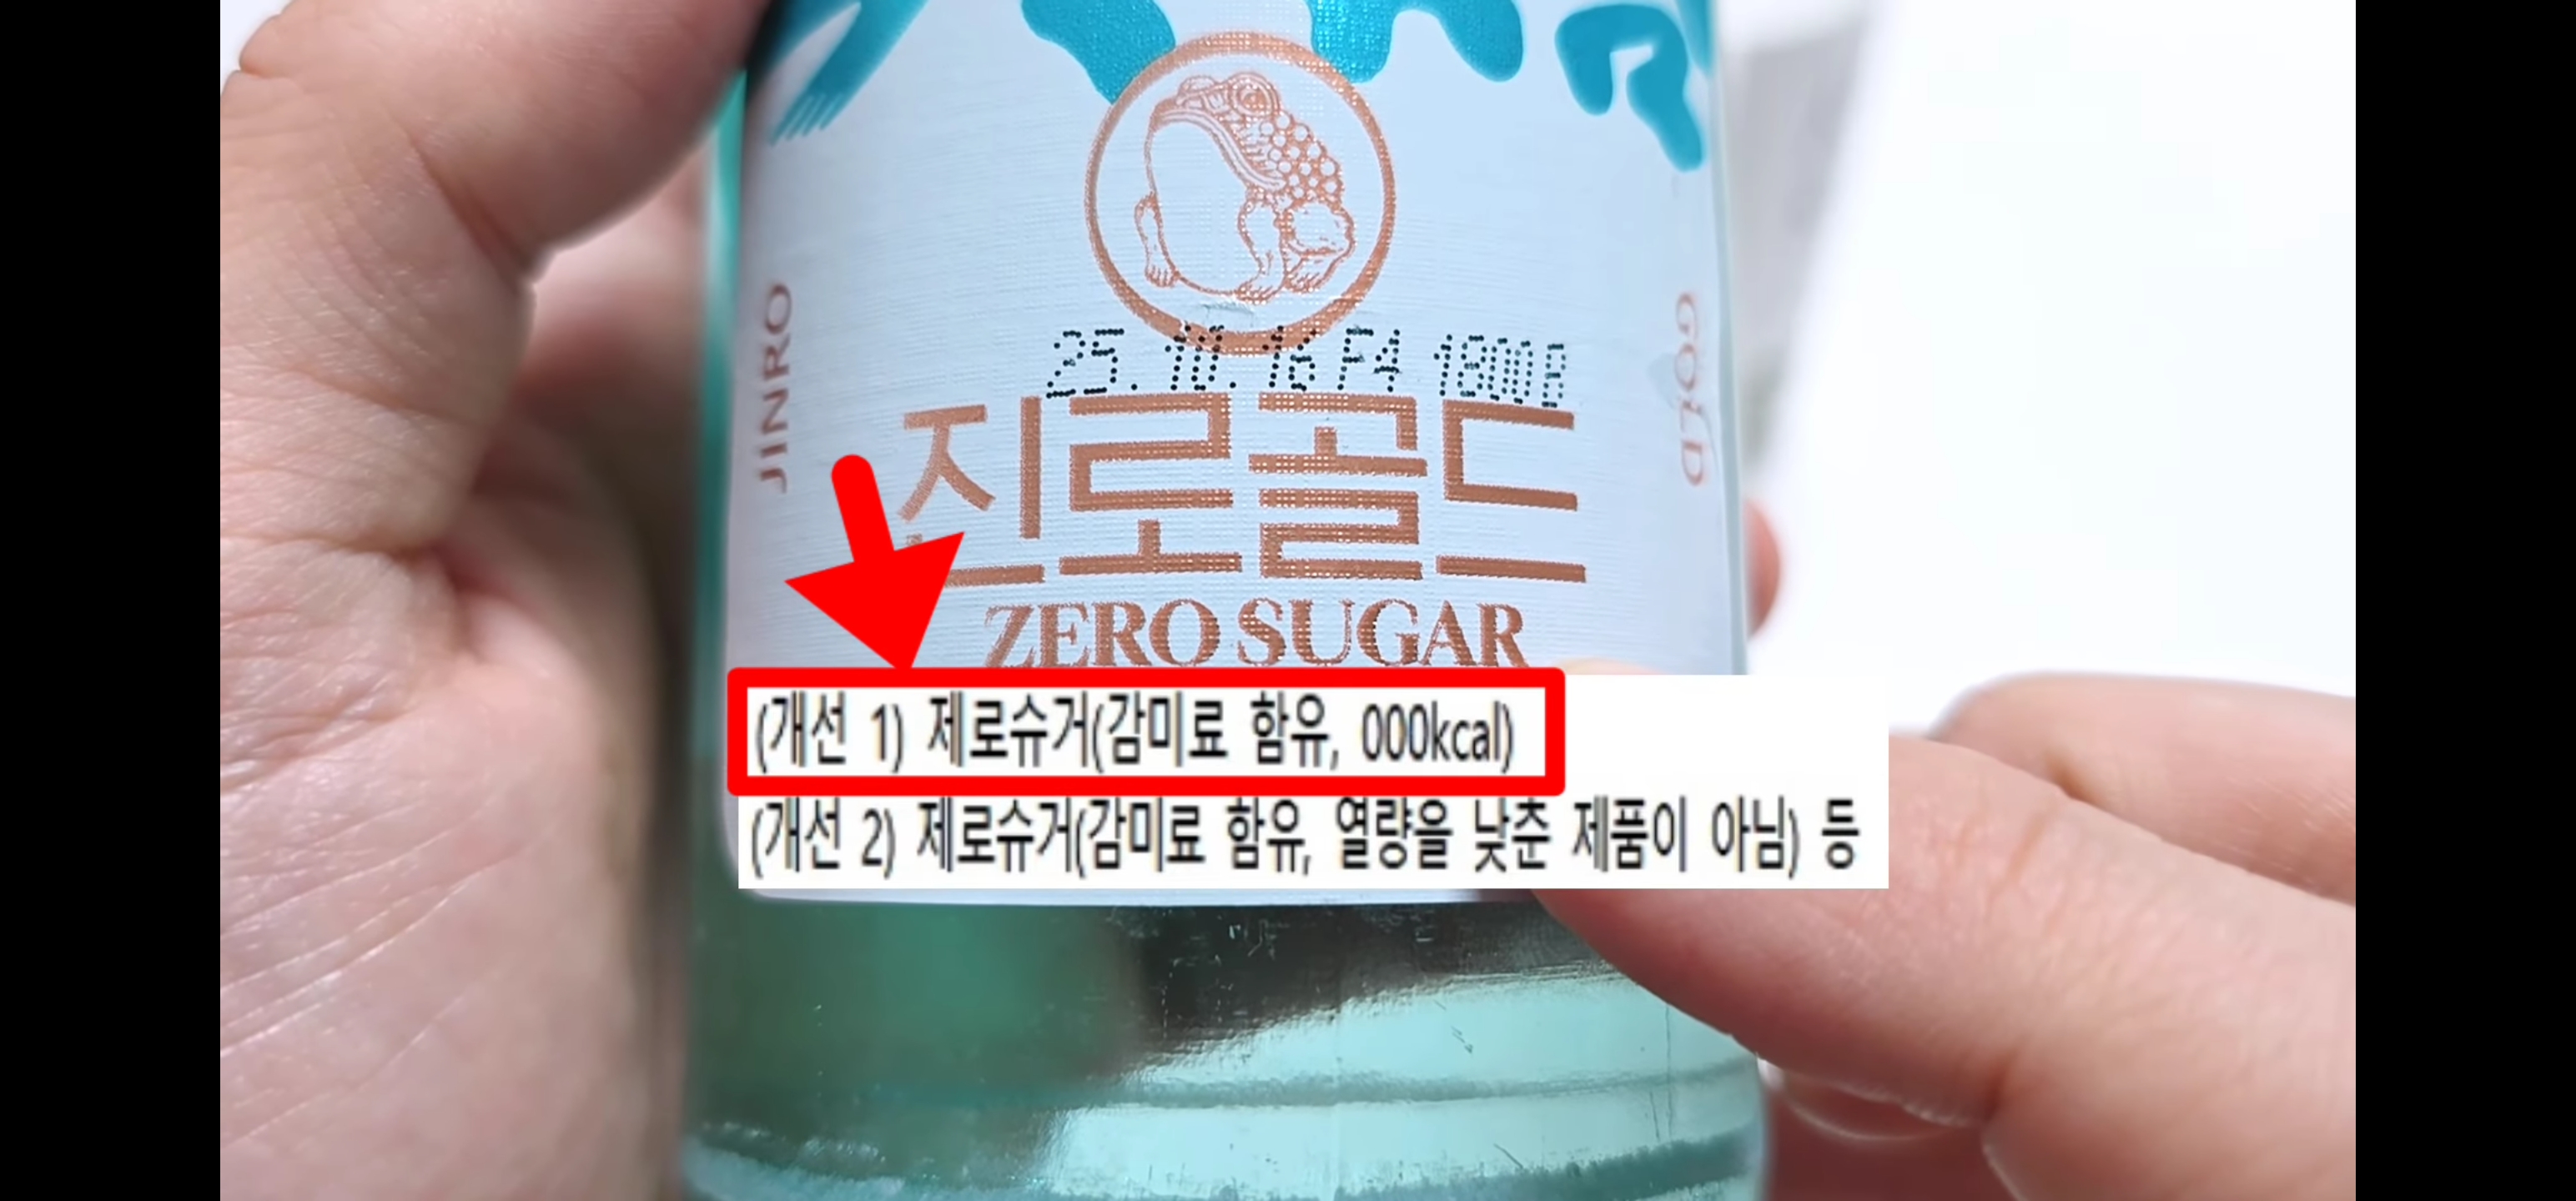 25.10.16 F4 1800B
JINRO
진로골드
GOLD
ZERO SUGAR
(개선 1) 제로슈거(감미료 함유, 000kcal)
(개선 2) 제로슈거(감미료 함유, 열량을 낮춘 제품이 아님) 등